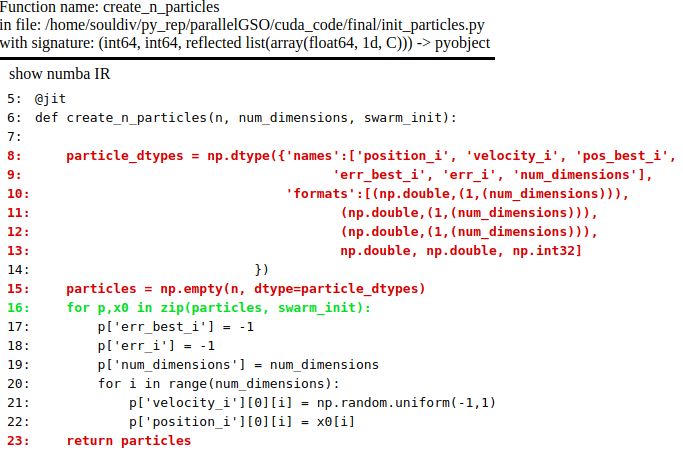 Function name: create_n_particles
in file: /home/souldiv/py_rep/parallelGSO/cuda_code/final/init_particles.py
with signature: (int64, int64, reflected list(array(float64, 1d, C))) -> pyobject
show numba IR
5: @jit
6: def create_n_particles(n, num_dimensions, swarm_init):
7:
8:     particle_dtypes = np.dtype({'names':['position_i', 'velocity_i', 'pos_best_i',
9:                                       'err_best_i', 'err_i', 'num_dimensions'],
10:                                 'formats':[(np.double,(1,(num_dimensions))),
11:                                        (np.double,(1,(num_dimensions))),
12:                                        (np.double,(1,(num_dimensions))),
13:                                        np.double, np.double, np.int32]
14:                             })
15:     particles = np.empty(n, dtype=particle_dtypes)
16:     for p,x0 in zip(particles, swarm_init):
17:         p['err_best_i'] = -1
18:         p['err_i'] = -1
19:         p['num_dimensions'] = num_dimensions
20:         for i in range(num_dimensions):
21:             p['velocity_i'][0][i] = np.random.uniform(-1,1)
22:             p['position_i'][0][i] = x0[i]
23:     return particles